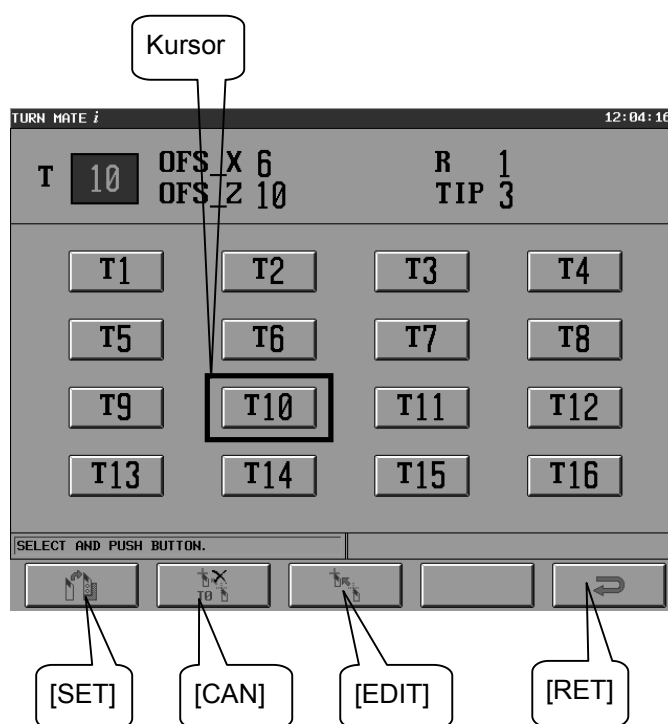 Kursor
TURN MATE i 12:04:16
T 10 OFS_X 6 R 1
OFS_Z 10 TIP 3
T1 T2 T3 T4
T5 T6 T7 T8
T9 T10 T11 T12
T13 T14 T15 T16
SELECT AND PUSH BUTTON.
T0
[SET] [CAN] [EDIT] [RET]